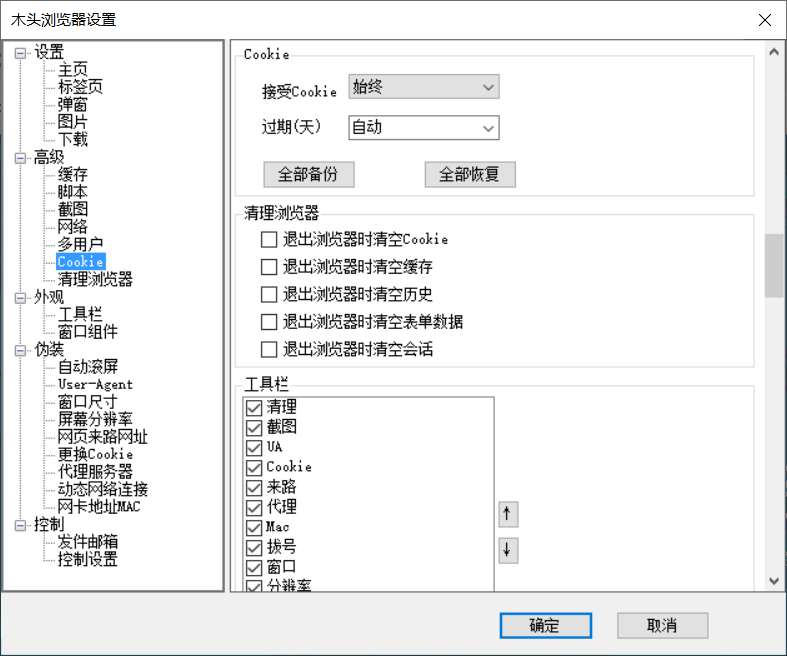 木头浏览器设置
设置
主页
标签页
弹窗
图片
下载
高级
缓存
脚本
截图
网络
多用户
Cookie
清理浏览器
外观
工具栏
窗口组件
伪装
自动滚屏
User-Agent
窗口尺寸
屏幕分辨率
网页来路网址
更换Cookie
代理服务器
动态网络连接
网卡地址MAC
控制
发件邮箱
控制设置
Cookie
接受Cookie 始终
过期(天) 自动
全部备份 全部恢复
清理浏览器
退出浏览器时清空Cookie
退出浏览器时清空缓存
退出浏览器时清空历史
退出浏览器时清空表单数据
退出浏览器时清空会话
工具栏
清理
截图
UA
Cookie
来路
代理
Mac
拔号
窗口
分辨率
确定 取消